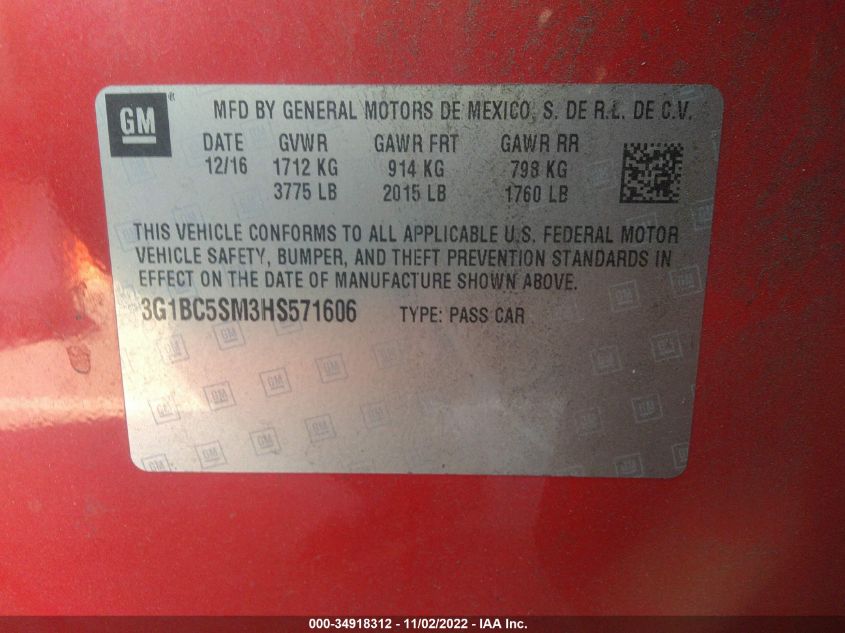 GM® MFD BY GENERAL MOTORS DE MEXICO, S. DE R.L. DE C.V.
DATE GVWR GAWR FRT GAWR RR
12/16 1712 KG 914 KG 798 KG
3775 LB 2015 LB 1760 LB
THIS VEHICLE CONFORMS TO ALL APPLICABLE U.S. FEDERAL MOTOR
VEHICLE SAFETY, BUMPER, AND THEFT PREVENTION STANDARDS IN
EFFECT ON THE DATE OF MANUFACTURE SHOWN ABOVE.
3G1BC5SM3HS571606 TYPE: PASS CAR
000-34918312 - 11/02/2022 - IAA Inc.